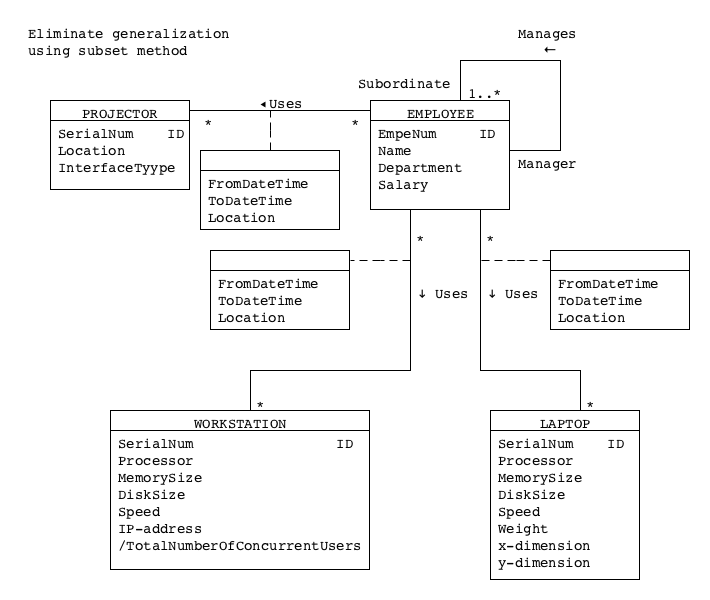 Eliminate generalization
using subset method
Manages
←
Subordinate
1..*
◄Uses
PROJECTOR
SerialNum ID
Location
InterfaceTyype
*
*
EMPLOYEE
EmpeNum ID
Name
Department
Salary
Manager
FromDateTime
ToDateTime
Location
*
*
FromDateTime
ToDateTime
Location
↓ Uses
↓ Uses
FromDateTime
ToDateTime
Location
*
*
WORKSTATION
SerialNum ID
Processor
MemorySize
DiskSize
Speed
IP-address
/TotalNumberOfConcurrentUsers
LAPTOP
SerialNum ID
Processor
MemorySize
DiskSize
Speed
Weight
x-dimension
y-dimension